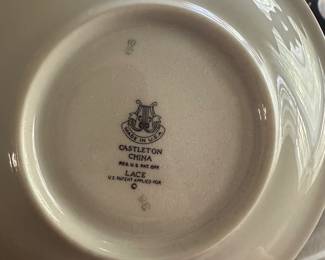 MADE IN U.S.A.
CASTLETON
CHINA
REG. U.S. PAT. OFF.
LACE
U.S. PATENT APPLIED FOR
©